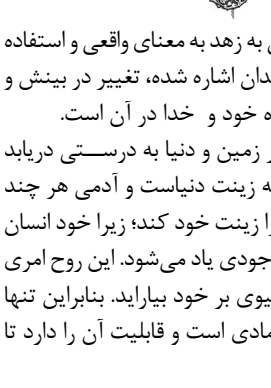 به زهد به معنای واقعی و استفاده
دان اشاره شده، تغییر در بینش و
خود و خدا در آن است.
زمین و دنیا به درستی دریابد
زینت دنیاست و آدمی هر چند
را زینت خود کند؛ زیرا خود انسان
جودی یاد می‌شود. این روح امری
یوی بر خود بیاراید. بنابراین تنها
مادی است و قابلیت آن را دارد تا